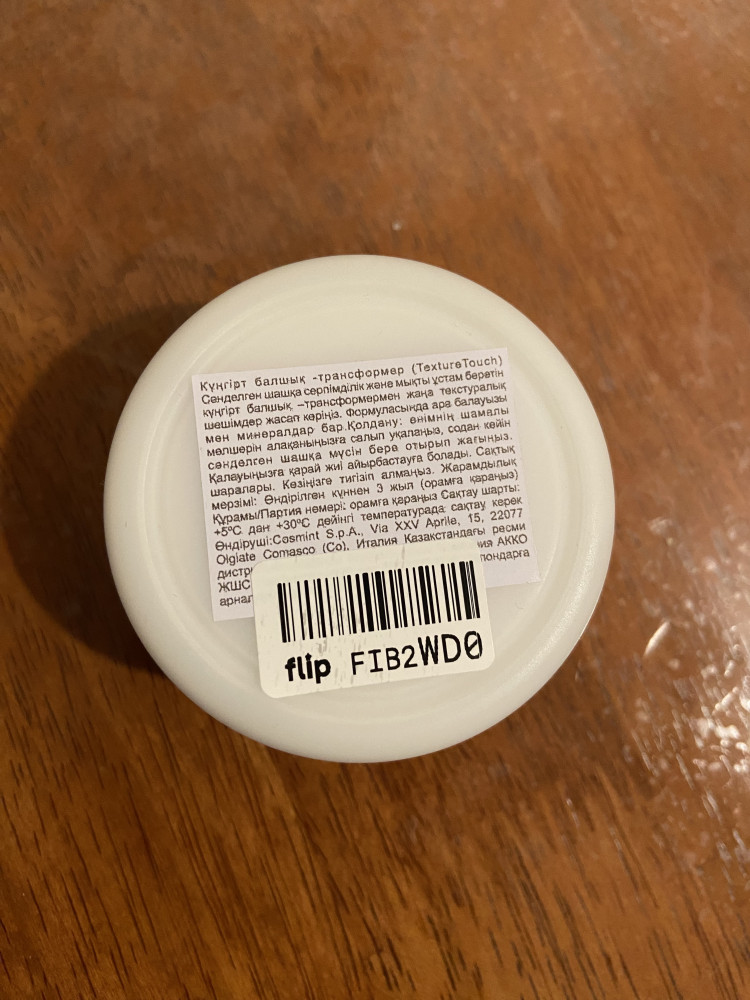 Күңгірт балшық -трансформер (TextureTouch)
Сәнделген шашқа серпімділік және мықты ұстам беретін
күңгірт балшық –трансформермен жаңа текстуралық
шешімдер жасап көріңіз. Формуласында ара балауызы
мен минералдар бар.Қолдану: өнімнің шамалы
мөлшерін алақаныңызға салып уқалаңыз, содан кейін
сәнделген шашқа мүсін бере отырып жағыңыз.
Қалауыңызға қарай жиі айырбастауға болады. Сақтық
шаралары. Көзіңізге тигізіп алмаңыз. Жарамдылық
мерзімі: Өндірілген күннен 3 жыл (орамға қараңыз)
Құрамы/Партия нөмері: орамға қараңыз Сақтау шарты:
+5°С дан +30°С дейінгі температурада сақтау керек
Өндіруші:Cosmint S.p.A., Via XXV Aprile, 15, 22077
Olgiate Comasco (Co), Италия Казакстандағы ресми
АККО
ЖШС
flip FIB2WD0